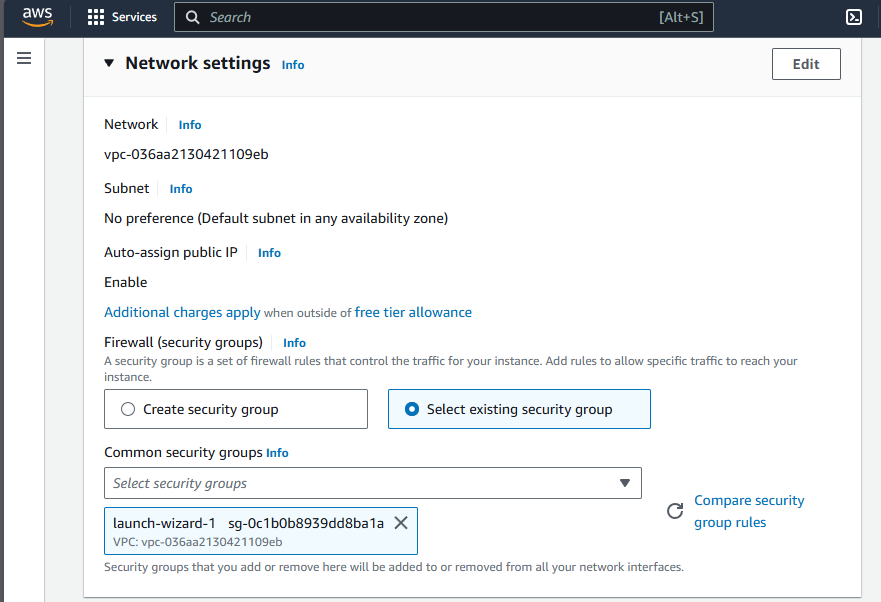 aws Services Search [Alt+S]
Network settings Info Edit
Network Info
vpc-036aa2130421109eb
Subnet Info
No preference (Default subnet in any availability zone)
Auto-assign public IP Info
Enable
Additional charges apply when outside of free tier allowance
Firewall (security groups) Info
A security group is a set of firewall rules that control the traffic for your instance. Add rules to allow specific traffic to reach your
instance.
Create security group Select existing security group
Common security groups Info
Select security groups
Compare security
group rules
launch-wizard-1 sg-0c1b0b8939dd8ba1a
VPC: vpc-036aa2130421109eb
Security groups that you add or remove here will be added to or removed from all your network interfaces.